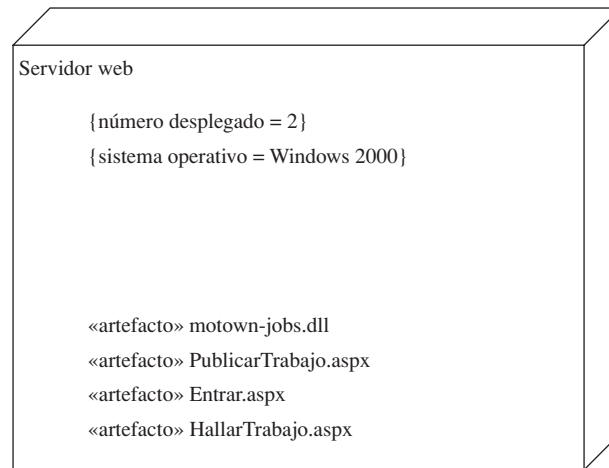 Servidor web
{número desplegado = 2}
{sistema operativo = Windows 2000}
«artefacto» motown-jobs.dll
«artefacto» PublicarTrabajo.aspx
«artefacto» Entrar.aspx
«artefacto» HallarTrabajo.aspx